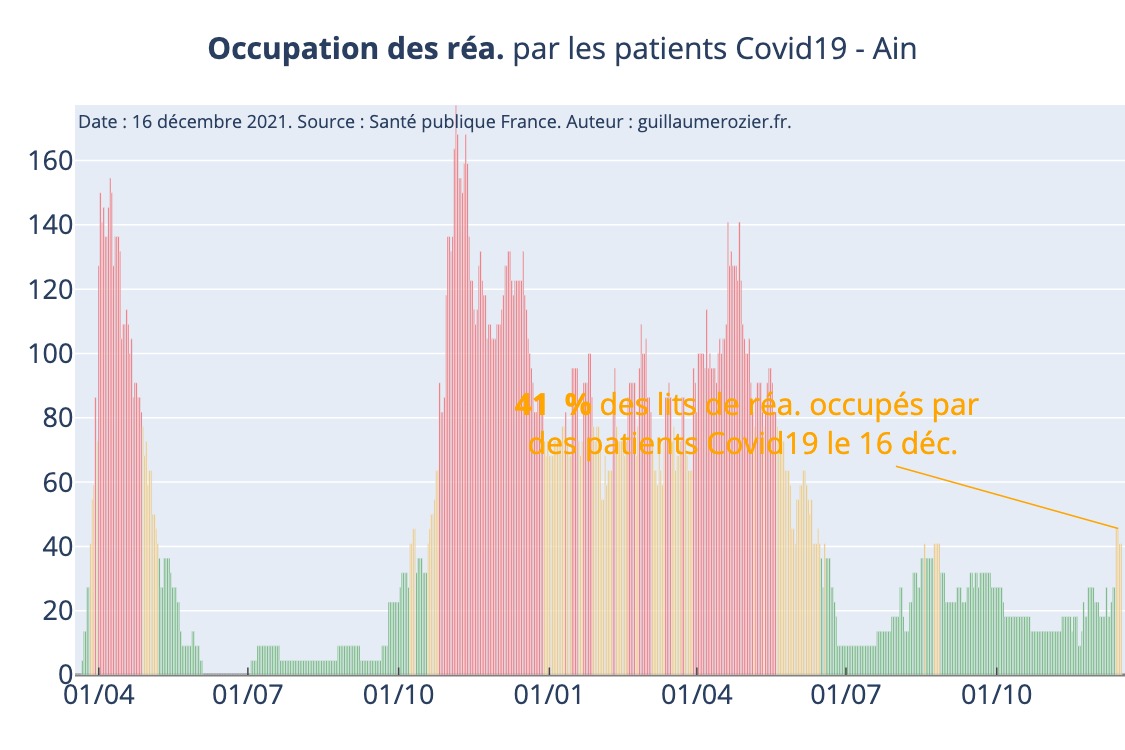 Occupation des réa. par les patients Covid19 - Ain
Date : 16 décembre 2021. Source : Santé publique France. Auteur : guillaumerozier.fr.
160
140
120
100
80
60
40
20
0
41 % des lits de réa. occupés par
des patients Covid19 le 16 déc.
01/04 01/07 01/10 01/01 01/04 01/07 01/10